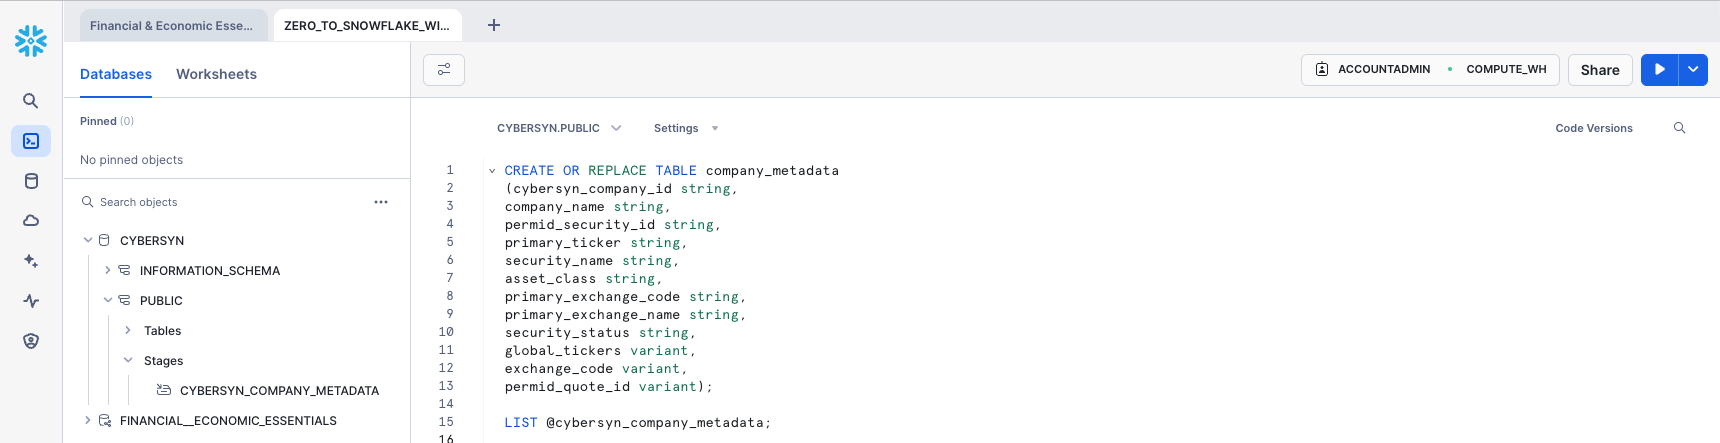 Financial & Economic Esse...
ZERO_TO_SNOWFLAKE_WI...
Databases
Worksheets
ACCOUNTADMIN
COMPUTE_WH
Share
Pinned (0)
No pinned objects
Search objects
CYBERSYN
INFORMATION_SCHEMA
PUBLIC
Tables
Stages
CYBERSYN_COMPANY_METADATA
FINANCIAL__ECONOMIC_ESSENTIALS
CYBERSYN.PUBLIC
Settings
Code Versions
1 CREATE OR REPLACE TABLE company_metadata
2 (cybersyn_company_id string,
3 company_name string,
4 permid_security_id string,
5 primary_ticker string,
6 security_name string,
7 asset_class string,
8 primary_exchange_code string,
9 primary_exchange_name string,
10 security_status string,
11 global_tickers variant,
12 exchange_code variant,
13 permid_quote_id variant);
14
15 LIST @cybersyn_company_metadata;
16